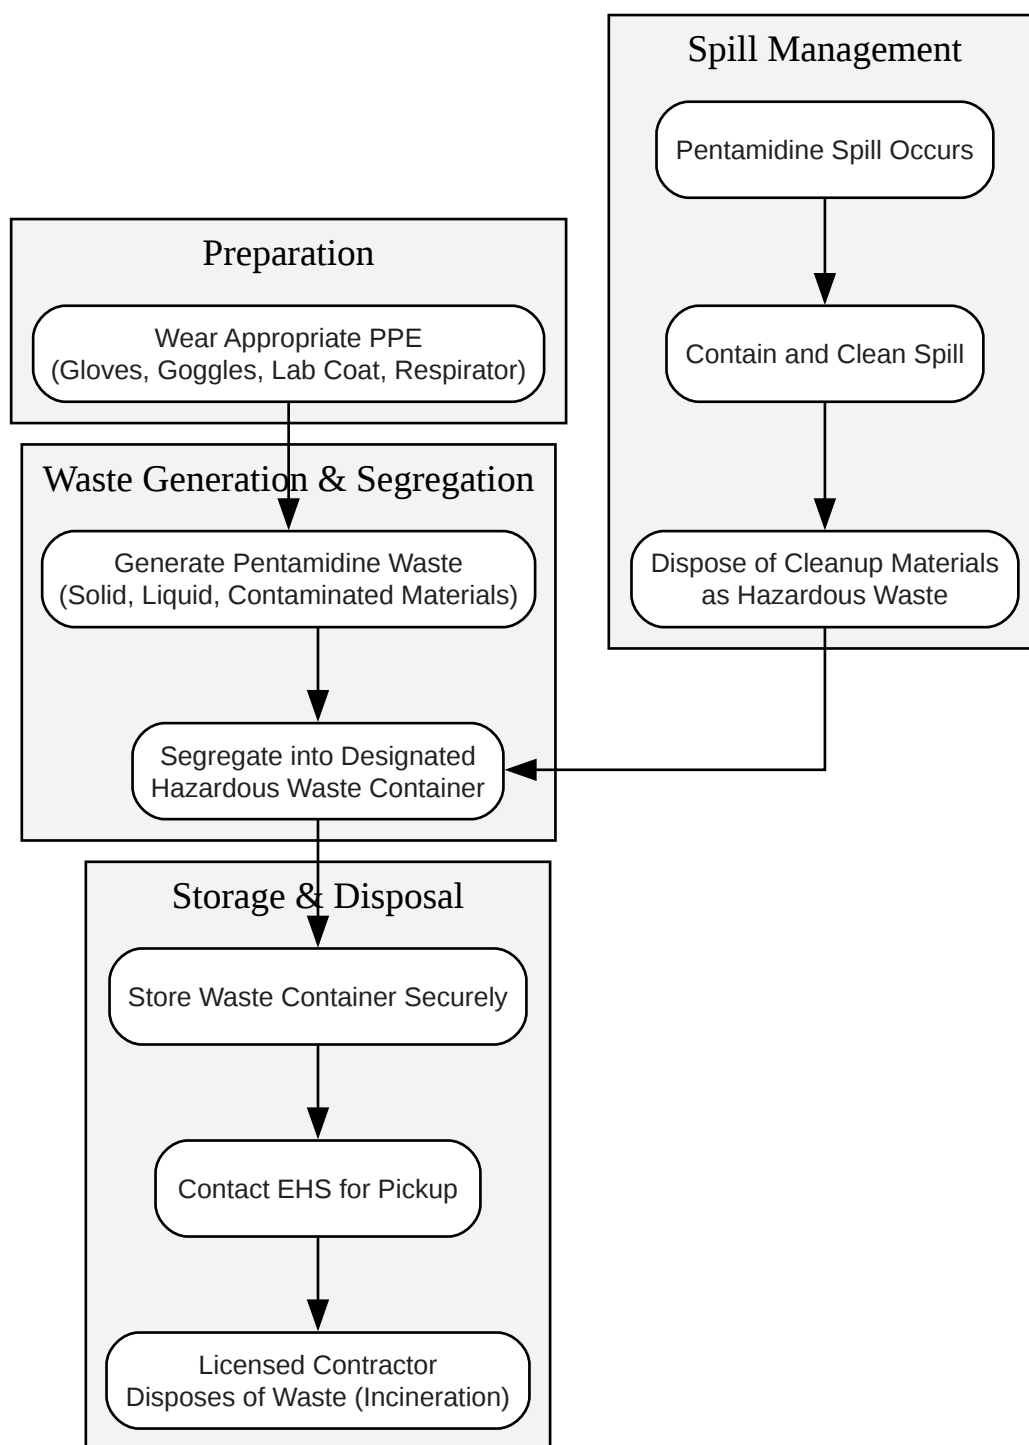 Spill Management
Pentamidine Spill Occurs
Contain and Clean Spill
Dispose of Cleanup Materials
as Hazardous Waste
Preparation
Wear Appropriate PPE
(Gloves, Goggles, Lab Coat, Respirator)
Waste Generation & Segregation
Generate Pentamidine Waste
(Solid, Liquid, Contaminated Materials)
Segregate into Designated
Hazardous Waste Container
Storage & Disposal
Store Waste Container Securely
Contact EHS for Pickup
Licensed Contractor
Disposes of Waste (Incineration)